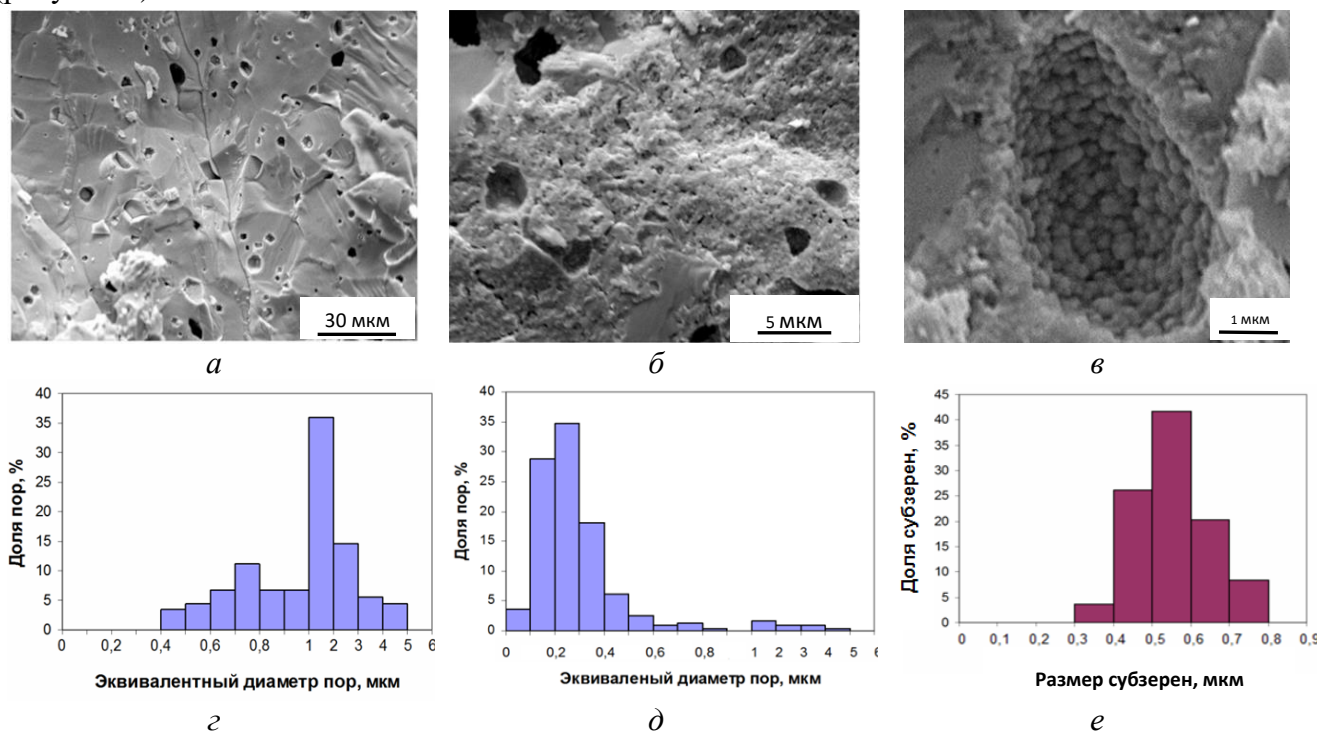 30 мкм
5 мкм
1 мкм
а
б
в
Доля пор, %
40
35
30
25
20
15
10
5
0
0 0,2 0,4 0,6 0,8 1 2 3 4 5 6
Эквивалентный диаметр пор, мкм
Доля пор, %
40
35
30
25
20
15
10
5
0
0 0,2 0,4 0,6 0,8 1 2 3 4 5
Эквиваленый диаметр пор, мкм
Доля субзерен, %
45
40
35
30
25
20
15
10
5
0
0 0,1 0,2 0,3 0,4 0,5 0,6 0,7 0,8 0,9
Размер субзерен, мкм
г
д
е